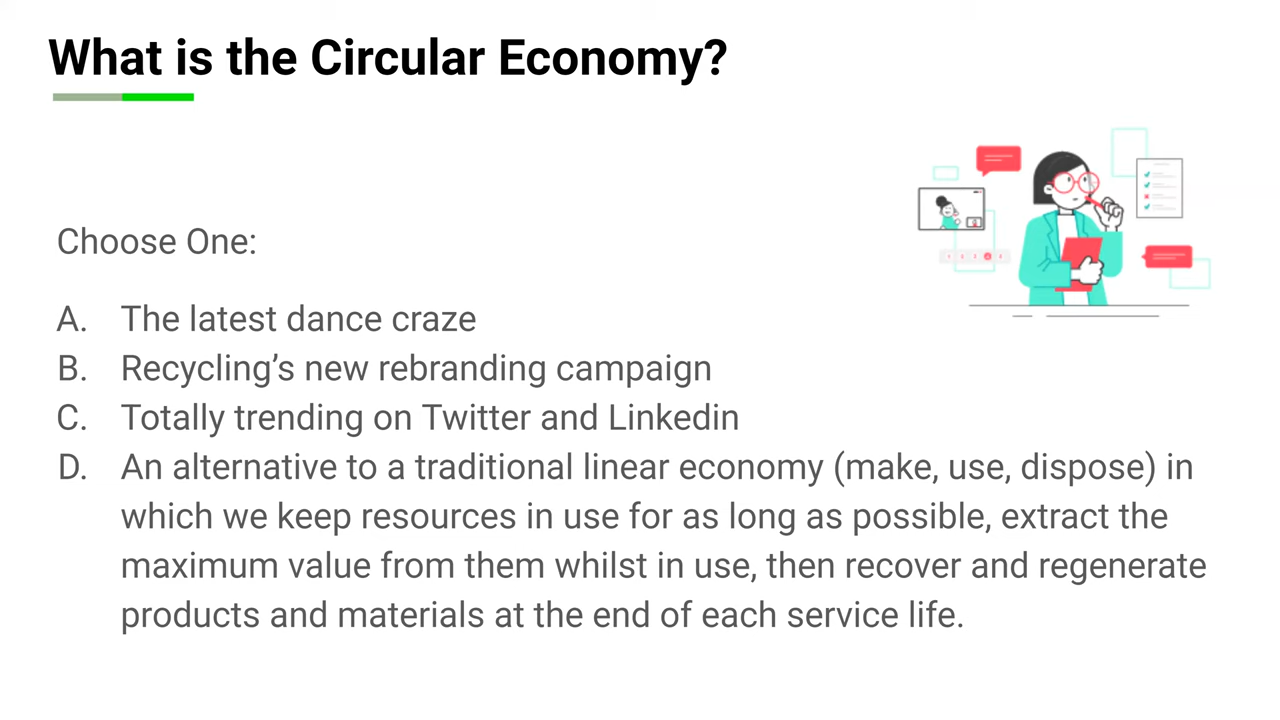 What is the Circular Economy?
Choose One:
A. The latest dance craze
B. Recycling’s new rebranding campaign
C. Totally trending on Twitter and Linkedin
D. An alternative to a traditional linear economy (make, use, dispose) in
which we keep resources in use for as long as possible, extract the
maximum value from them whilst in use, then recover and regenerate
products and materials at the end of each service life.